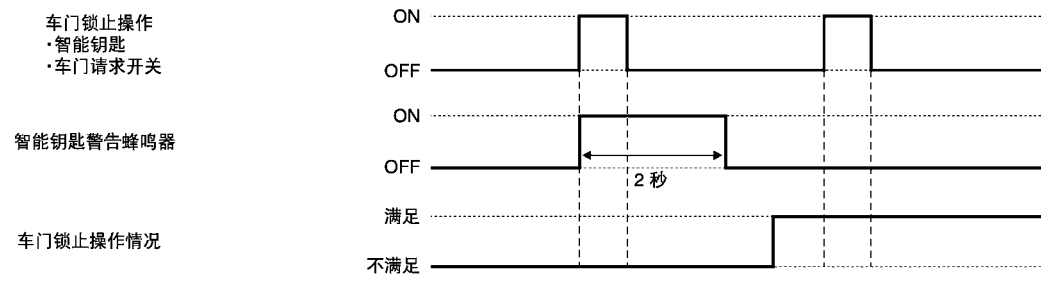 车门锁止操作
·智能钥匙
·车门请求开关
ON
OFF
智能钥匙警告蜂鸣器
ON
OFF
2 秒
车门锁止操作情况
满足
不满足